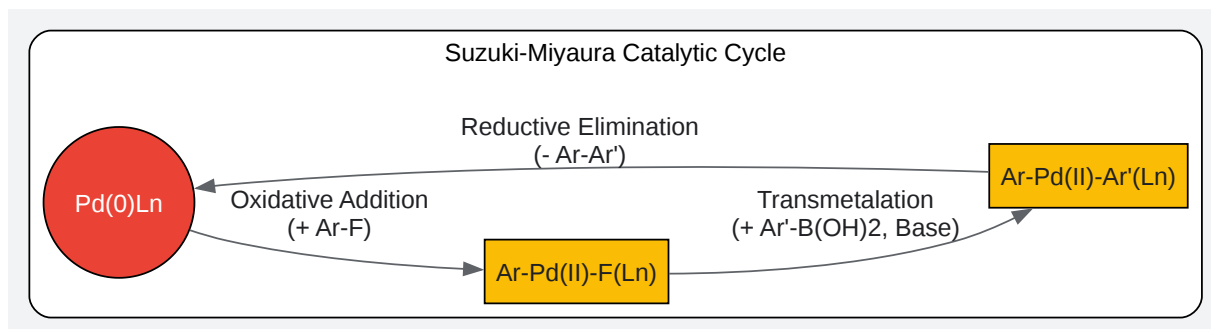 Suzuki-Miyaura Catalytic Cycle
Reductive Elimination
(- Ar-Ar')
Pd(0)Ln
Oxidative Addition
(+ Ar-F)
Ar-Pd(II)-F(Ln)
Transmetalation
(+ Ar'-B(OH)2, Base)
Ar-Pd(II)-Ar'(Ln)